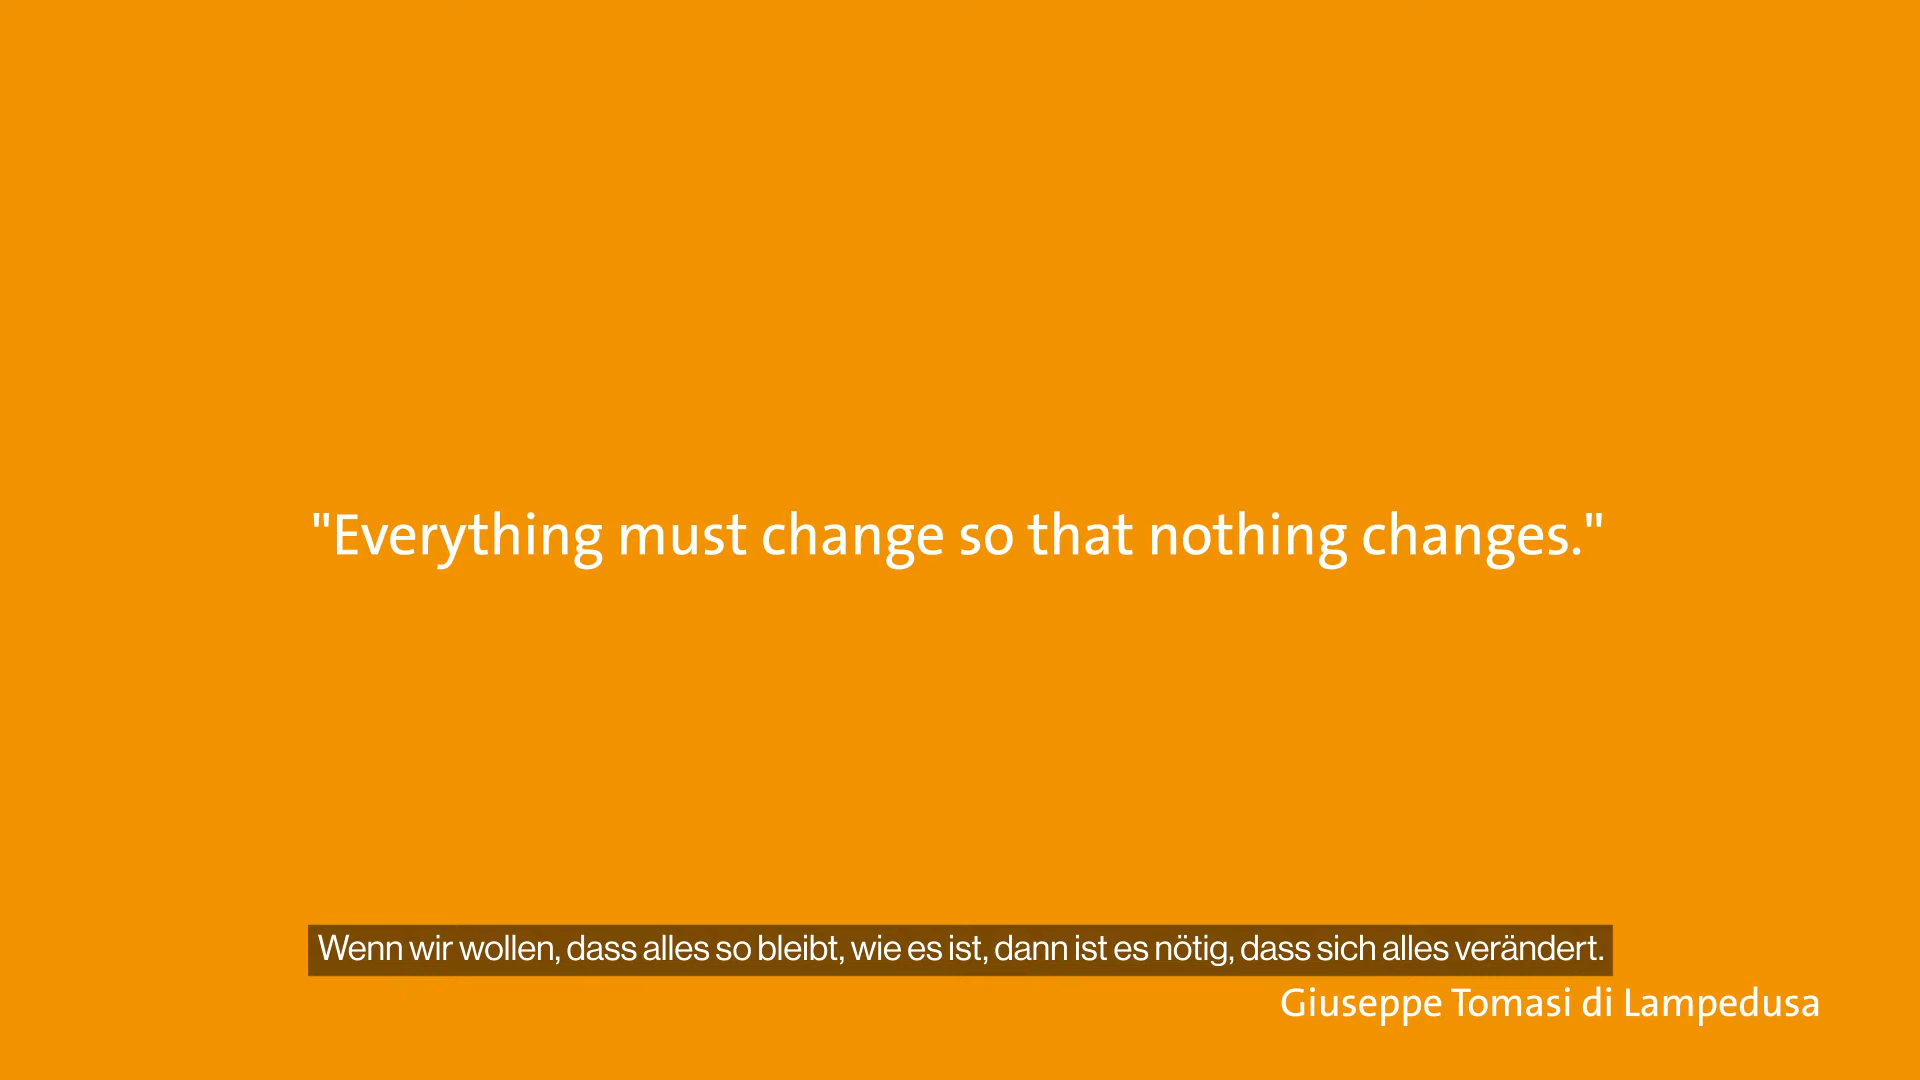 "Everything must change so that nothing changes."
Wenn wir wollen, dass alles so bleibt, wie es ist, dann ist es nötig, dass sich alles verändert.
Giuseppe Tomasi di Lampedusa